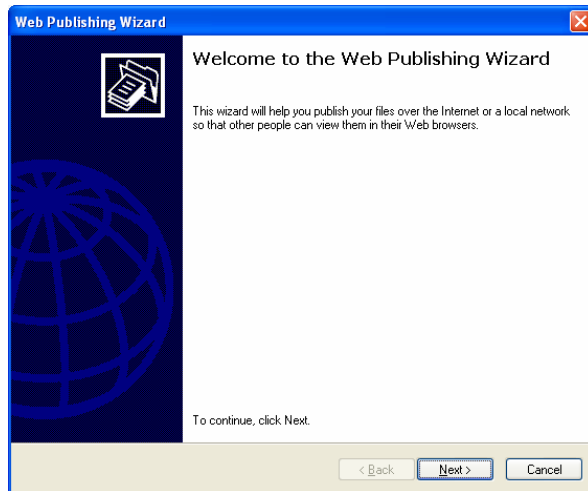 Web Publishing Wizard
Welcome to the Web Publishing Wizard
This wizard will help you publish your files over the Internet or a local network
so that other people can view them in their Web browsers.
To continue, click Next.
< Back Next > Cancel